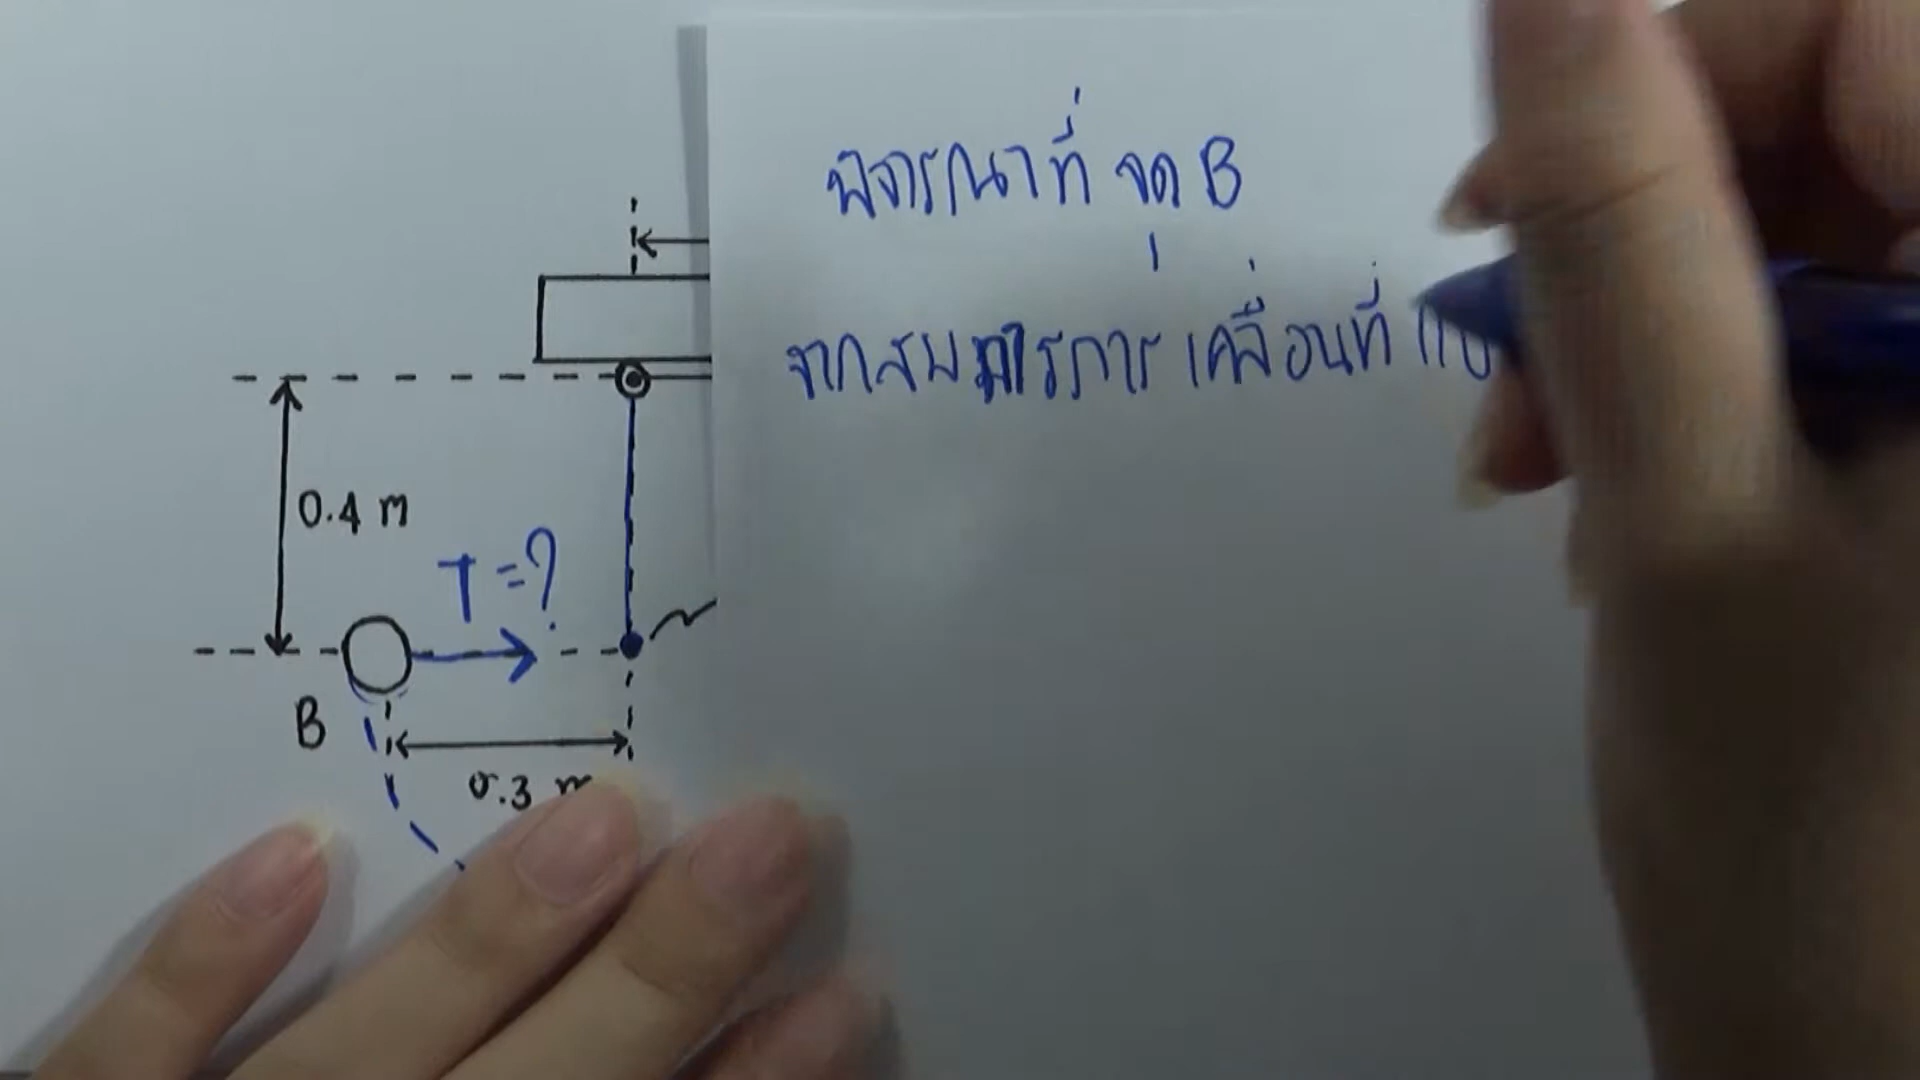 พิจารณาที่ จุด B
จากสมการการเคลื่อนที่
0.4 m
T = ?
B
0.3 m